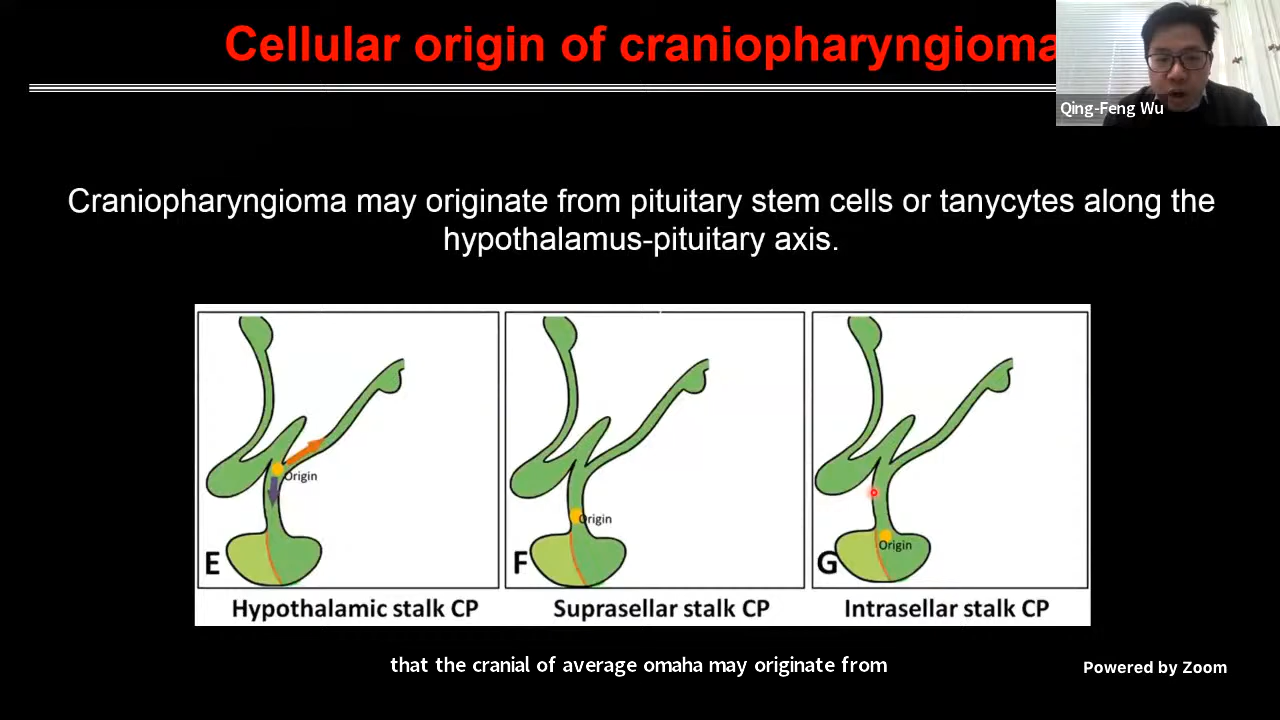 Cellular origin of craniopharyngioma
Qing-Feng Wu
Craniopharyngioma may originate from pituitary stem cells or tanycytes along the
hypothalamus-pituitary axis.
Origin
Origin
Origin
E
F
G
Hypothalamic stalk CP
Suprasellar stalk CP
Intrasellar stalk CP
that the cranial of average omaha may originate from
Powered by Zoom